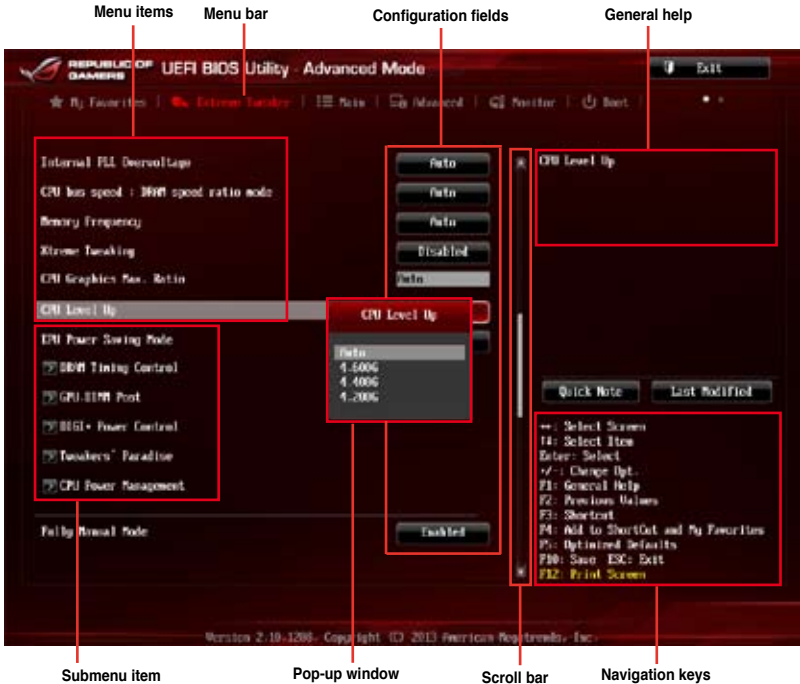 Menu items
Menu bar
Configuration fields
General help
REPUBLIC OF GAMERS
UEFI BIOS Utility - Advanced Mode
Exit
My Favorites
Extreme Tweaker
Main
Advanced
Monitor
Boot
Internal PLL Overvoltage
Auto
CPU Level Up
CPU bus speed : DRAM speed ratio mode
Auto
Memory Frequency
Auto
Xtreme Tweaking
Disabled
CPU Graphics Max. Ratio
Auto
CPU Level Up
CPU Level Up
Auto
4.600G
4.400G
4.200G
EPU Power Saving Mode
DRAM Timing Control
GPU.DIMM Post
DIGI+ Power Control
Tweakers' Paradise
CPU Power Management
Quick Note
Last Modified
↔: Select Screen
↑↓: Select Item
Enter: Select
+/-: Change Opt.
F1: General Help
F2: Previous Values
F3: Shortcut
F4: Add to ShortCut and My Favorites
F5: Optimized Defaults
F10: Save ESC: Exit
F12: Print Screen
Fully Manual Mode
Enabled
Version 2.10.1208. Copyright (C) 2013 American Megatrends, Inc.
Submenu item
Pop-up window
Scroll bar
Navigation keys